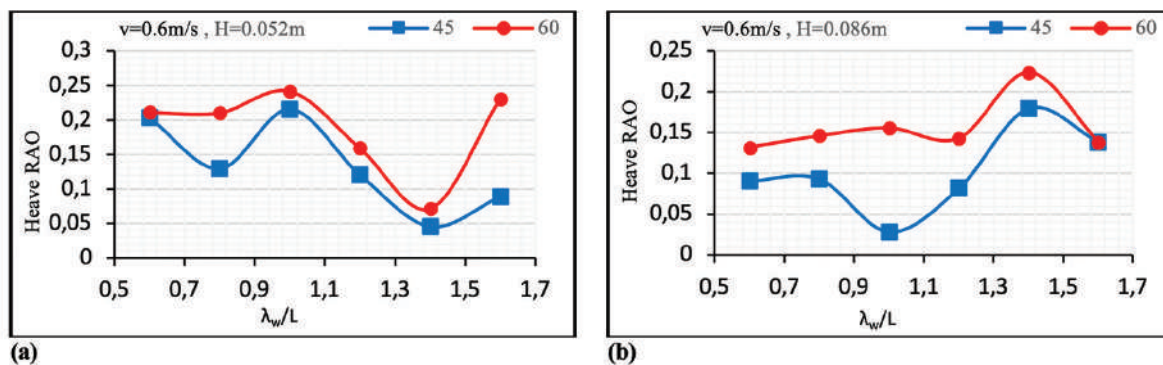 v=0.6m/s , H=0.052m 45 60
0,3
0,25
0,2
0,15
0,1
0,05
0
Heave RAO
0,5 0,7 0,9 1,1 1,3 1,5 1,7
λw/L
(a)
v=0.6m/s , H=0.086m 45 60
0,25
0,2
0,15
0,1
0,05
0
Heave RAO
0,5 0,7 0,9 1,1 1,3 1,5 1,7
λw/L
(b)